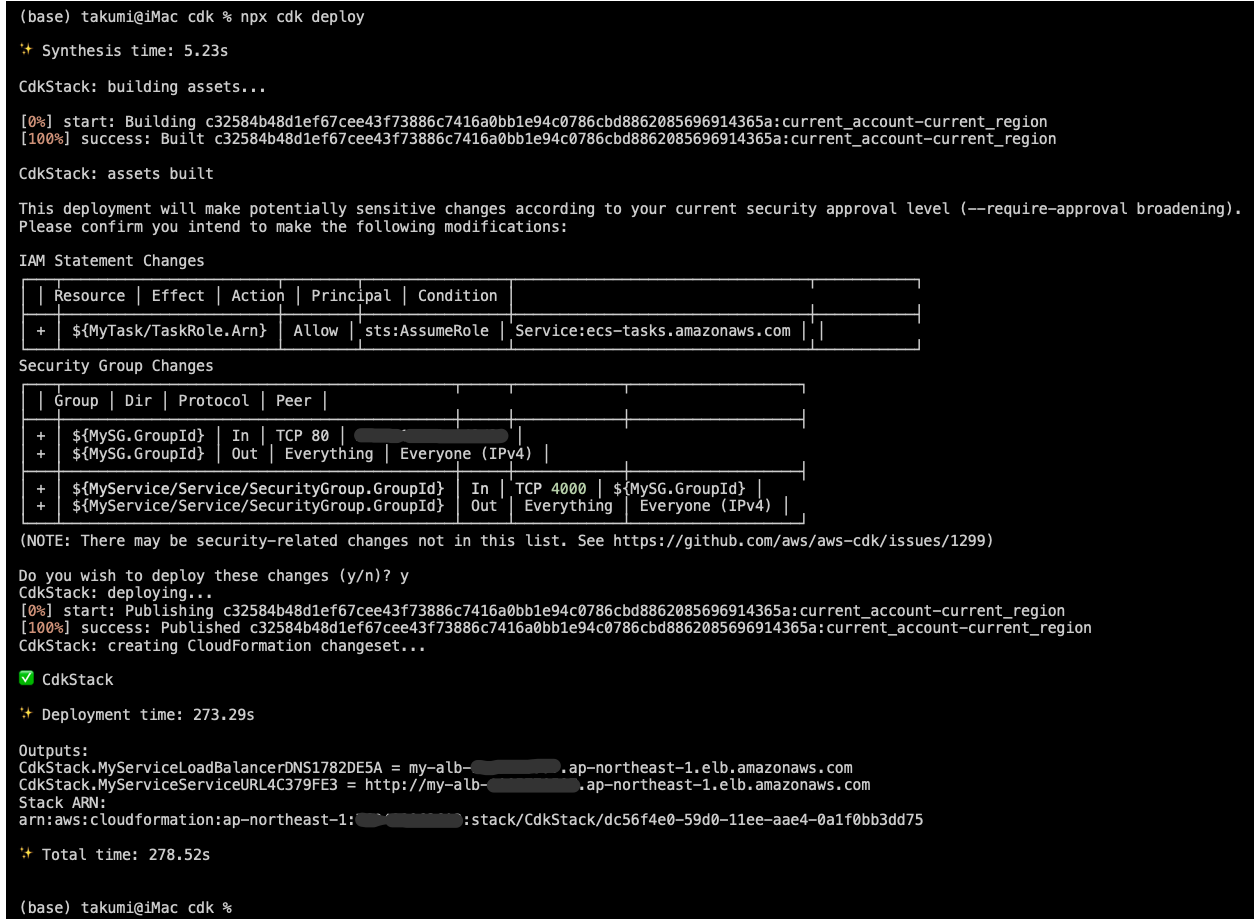 (base) takumi@iMac cdk % npx cdk deploy
✨ Synthesis time: 5.23s
CdkStack: building assets...
[0%] start: Building c32584b48d1ef67cee43f73886c7416a0bb1e94c0786cbd8862085696914365a:current_account-current_region
[100%] success: Built c32584b48d1ef67cee43f73886c7416a0bb1e94c0786cbd8862085696914365a:current_account-current_region
CdkStack: assets built
This deployment will make potentially sensitive changes according to your current security approval level (--require-approval broadening).
Please confirm you intend to make the following modifications:
IAM Statement Changes
│ │ Resource │ Effect │ Action │ Principal │ Condition │
│ + │ ${MyTask/TaskRole.Arn} │ Allow │ sts:AssumeRole │ Service:ecs-tasks.amazonaws.com │ │
Security Group Changes
│ │ Group │ Dir │ Protocol │ Peer │
│ + │ ${MySG.GroupId} │ In │ TCP 80 │ │
│ + │ ${MySG.GroupId} │ Out │ Everything │ Everyone (IPv4) │
│ + │ ${MyService/Service/SecurityGroup.GroupId} │ In │ TCP 4000 │ ${MySG.GroupId} │
│ + │ ${MyService/Service/SecurityGroup.GroupId} │ Out │ Everything │ Everyone (IPv4) │
(NOTE: There may be security-related changes not in this list. See https://github.com/aws/aws-cdk/issues/1299)
Do you wish to deploy these changes (y/n)? y
CdkStack: deploying...
[0%] start: Publishing c32584b48d1ef67cee43f73886c7416a0bb1e94c0786cbd8862085696914365a:current_account-current_region
[100%] success: Published c32584b48d1ef67cee43f73886c7416a0bb1e94c0786cbd8862085696914365a:current_account-current_region
CdkStack: creating CloudFormation changeset...
✅ CdkStack
✨ Deployment time: 273.29s
Outputs:
CdkStack.MyServiceLoadBalancerDNS1782DE5A = my-alb-.ap-northeast-1.elb.amazonaws.com
CdkStack.MyServiceServiceURL4C379FE3 = http://my-alb-.ap-northeast-1.elb.amazonaws.com
Stack ARN:
arn:aws:cloudformation:ap-northeast-1::stack/CdkStack/dc56f4e0-59d0-11ee-aae4-0a1f0bb3dd75
✨ Total time: 278.52s
(base) takumi@iMac cdk %